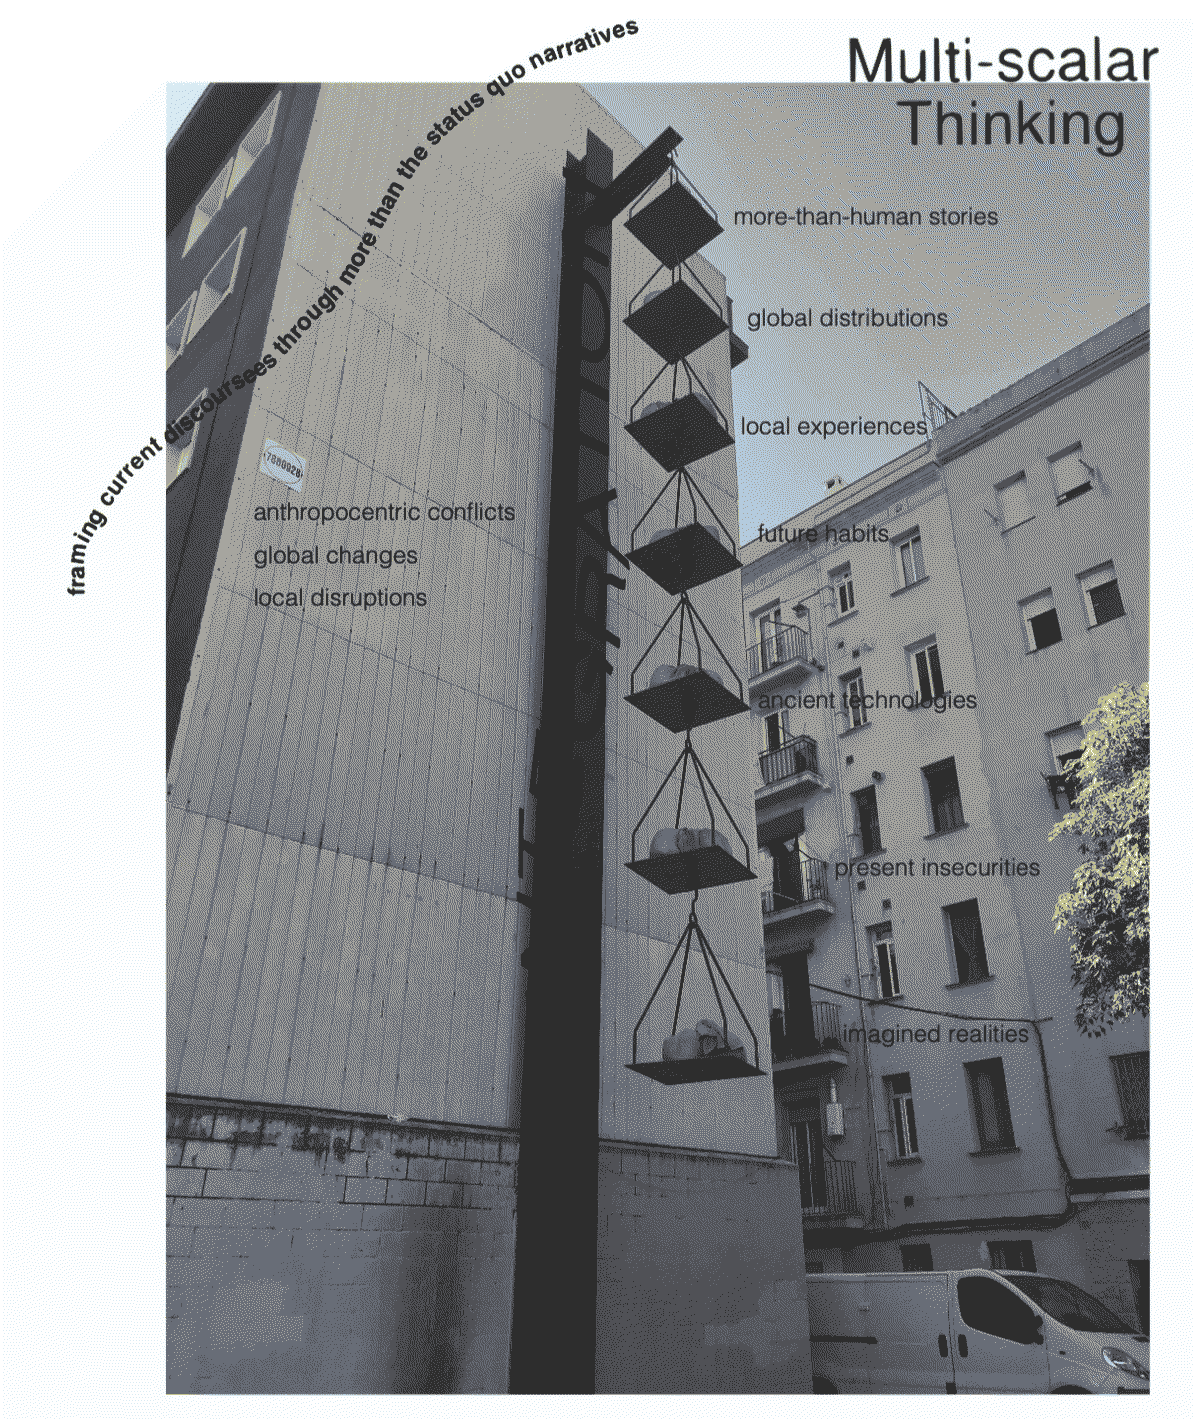 framing current discoursees through more than the status quo narratives
Multi-scalar
Thinking
more-than-human stories
global distributions
local experiences
7880928
anthropocentric conflicts
future habits
global changes
local disruptions
ancient technologies
present insecurities
imagined realities